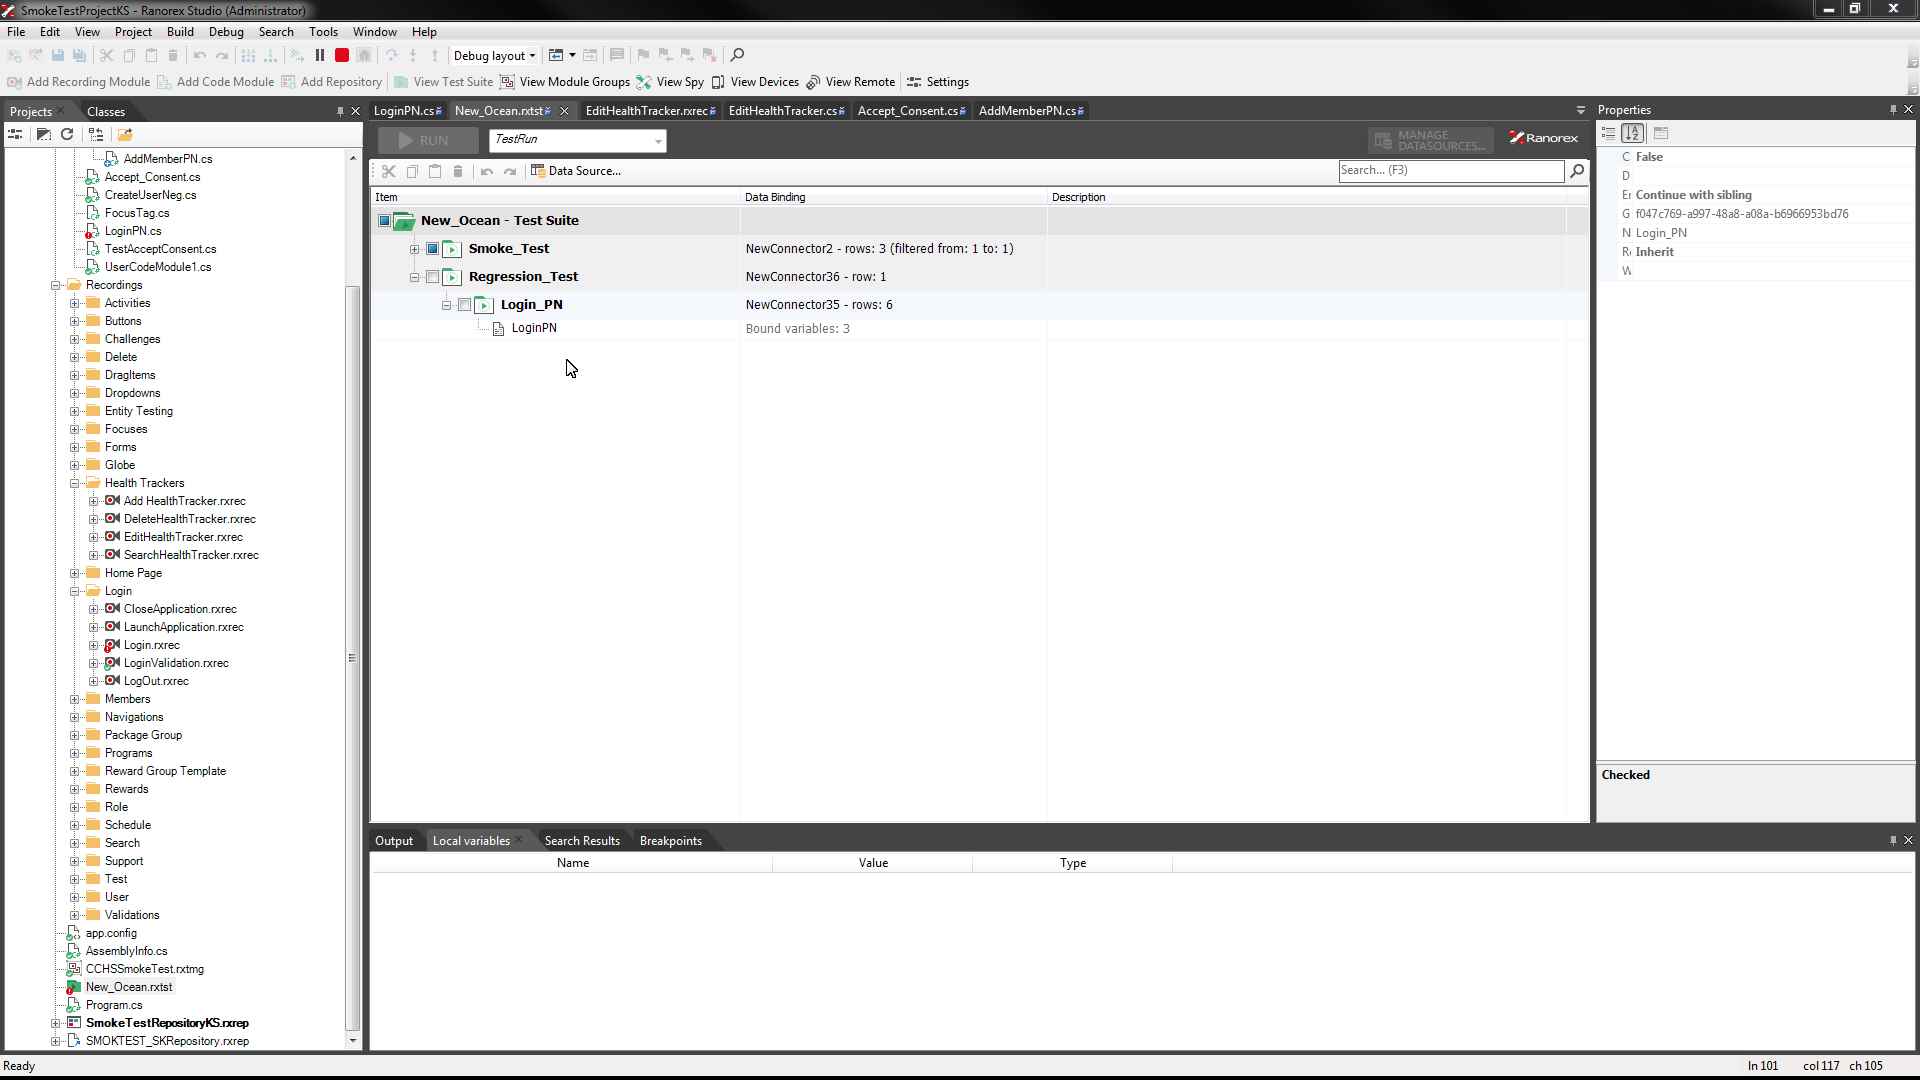 SmokeTestProjectKS - Ranorex Studio (Administrator)
File Edit View Project Build Debug Search Tools Window Help
Debug layout
Add Recording Module Add Code Module Add Repository View Test Suite View Module Groups View Spy View Devices View Remote Settings
Projects Classes
LoginPN.cs New_Ocean.rxtst EditHealthTracker.rxrec EditHealthTracker.cs Accept_Consent.cs AddMemberPN.cs
Properties
RUN TestRun MANAGE DATASOURCES... Ranorex
Data Source... Search... (F3)
Item Data Binding Description
New_Ocean - Test Suite
Smoke_Test NewConnector2 - rows: 3 (filtered from: 1 to: 1)
Regression_Test NewConnector36 - row: 1
Login_PN NewConnector35 - rows: 6
LoginPN Bound variables: 3
AddMemberPN.cs
Accept_Consent.cs
CreateUserNeg.cs
FocusTag.cs
LoginPN.cs
TestAcceptConsent.cs
UserCodeModule1.cs
Recordings
Activities
Buttons
Challenges
Delete
DragItems
Dropdowns
Entity Testing
Focuses
Forms
Globe
Health Trackers
Add HealthTracker.rxrec
DeleteHealthTracker.rxrec
EditHealthTracker.rxrec
SearchHealthTracker.rxrec
Home Page
Login
CloseApplication.rxrec
LaunchApplication.rxrec
Login.rxrec
LoginValidation.rxrec
LogOut.rxrec
Members
Navigations
Package Group
Programs
Reward Group Template
Rewards
Role
Schedule
Search
Support
Test
User
Validations
app.config
AssemblyInfo.cs
CCHSSmokeTest.rxtmg
New_Ocean.rxtst
Program.cs
SmokeTestRepositoryKS.rxrep
SMOKTEST_SKRepository.rxrep
C False
D
Er Continue with sibling
G f047c769-a997-48a8-a08a-b6966953bd76
N Login_PN
Re Inherit
W
Checked
Output Local variables Search Results Breakpoints
Name Value Type
Ready ln 101 col 117 ch 105